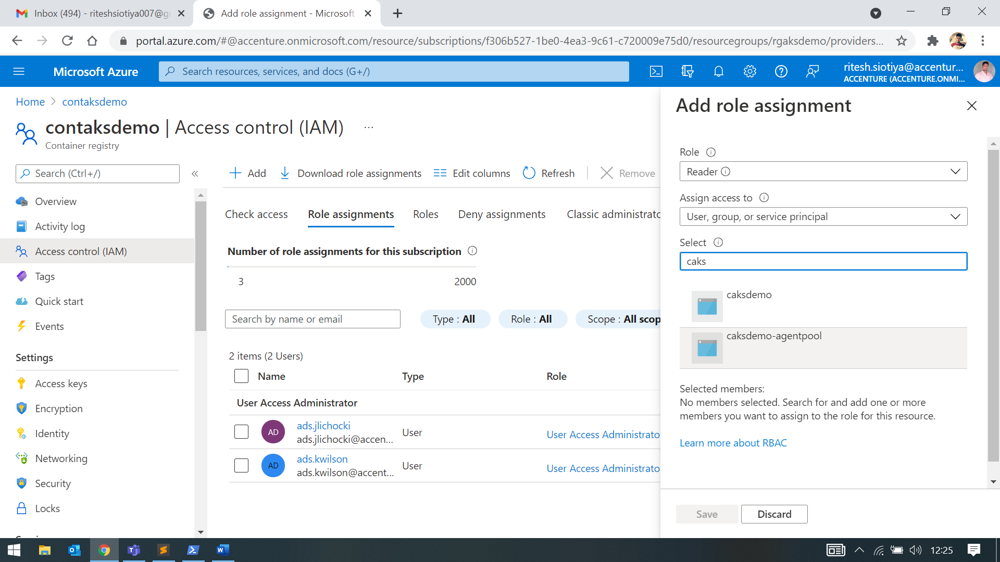 Inbox (494) - riteshsiotiya007@g
Add role assignment - Microsoft
portal.azure.com/#@accenture.onmicrosoft.com/resource/subscriptions/f306b527-1be0-4ea3-9c61-c720009e75d0/resourcegroups/rgaksdemo/providers...
Microsoft Azure
Search resources, services, and docs (G+/)
ritesh.siotiya@accentur...
ACCENTURE (ACCENTURE.ONMI...
Home > contaksdemo
contaksdemo | Access control (IAM) ...
Container registry
Search (Ctrl+/)
«
Overview
Activity log
Access control (IAM)
Tags
Quick start
Events
Settings
Access keys
Encryption
Identity
Networking
Security
Locks
Add
Download role assignments
Edit columns
Refresh
Remove
Check access
Role assignments
Roles
Deny assignments
Classic administrato
Number of role assignments for this subscription
3
2000
Search by name or email
Type : All
Role : All
Scope : All scop
2 items (2 Users)
Name
Type
Role
User Access Administrator
AD
ads.jlichocki
ads.jlichocki@accen...
User
User Access Administrato
AD
ads.kwilson
ads.kwilson@accent...
User
User Access Administrato
Add role assignment
Role
Reader
Assign access to
User, group, or service principal
Select
caks
caksdemo
caksdemo-agentpool
Selected members:
No members selected. Search for and add one or more
members you want to assign to the role for this resource.
Learn more about RBAC
Save
Discard
12:25